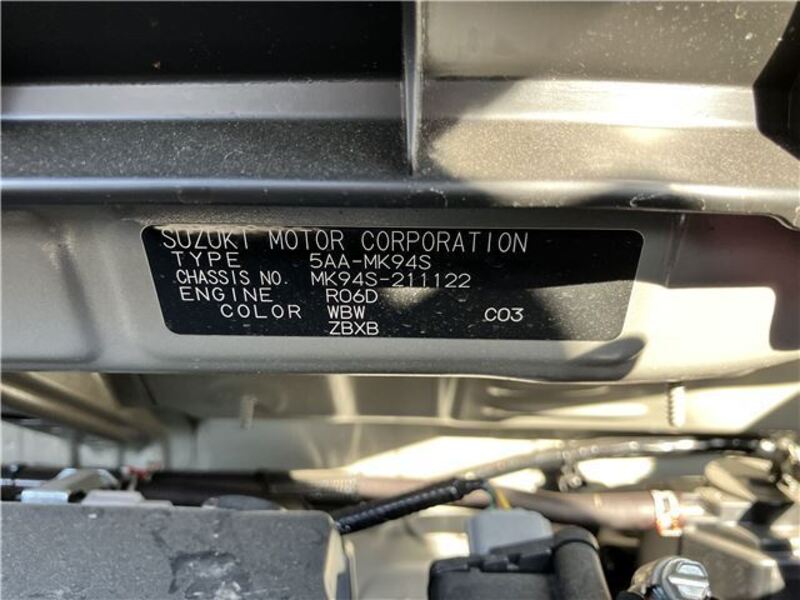 SUZUKI MOTOR CORPORATION
TYPE 5AA-MK94S
CHASSIS NO. MK94S-211122
ENGINE R06D
COLOR WBW C03
ZBXB